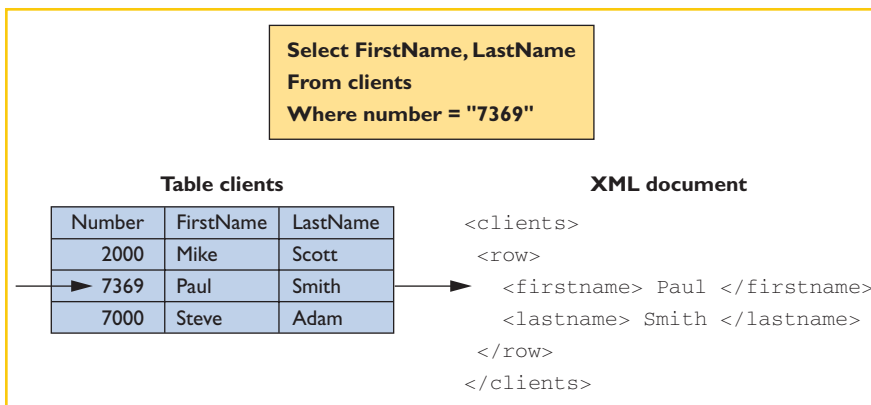 Select FirstName, LastName
From clients
Where number = "7369"
Table clients
Number FirstName LastName
2000 Mike Scott
7369 Paul Smith
7000 Steve Adam
XML document
<clients>
<row>
<firstname> Paul </firstname>
<lastname> Smith </lastname>
</row>
</clients>